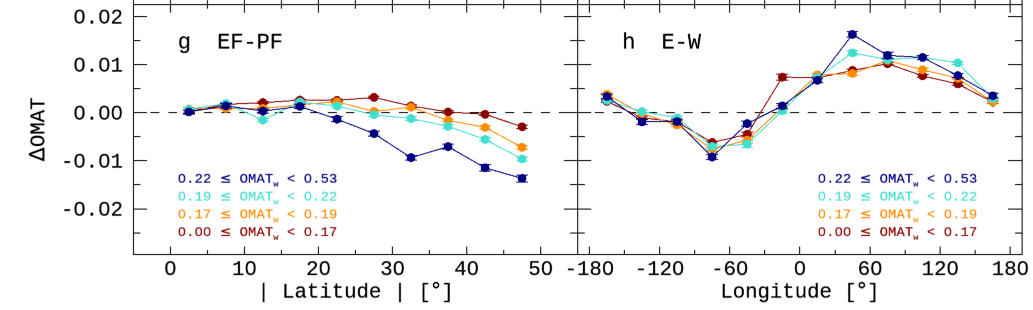 0.02
0.01
0.00
-0.01
-0.02
ΔOMAT
g EF-PF
0.22 ≤ OMATw < 0.53
0.19 ≤ OMATw < 0.22
0.17 ≤ OMATw < 0.19
0.00 ≤ OMATw < 0.17
0 10 20 30 40 50
| Latitude | [°]
h E-W
0.22 ≤ OMATw < 0.53
0.19 ≤ OMATw < 0.22
0.17 ≤ OMATw < 0.19
0.00 ≤ OMATw < 0.17
-180 -120 -60 0 60 120 180
Longitude [°]